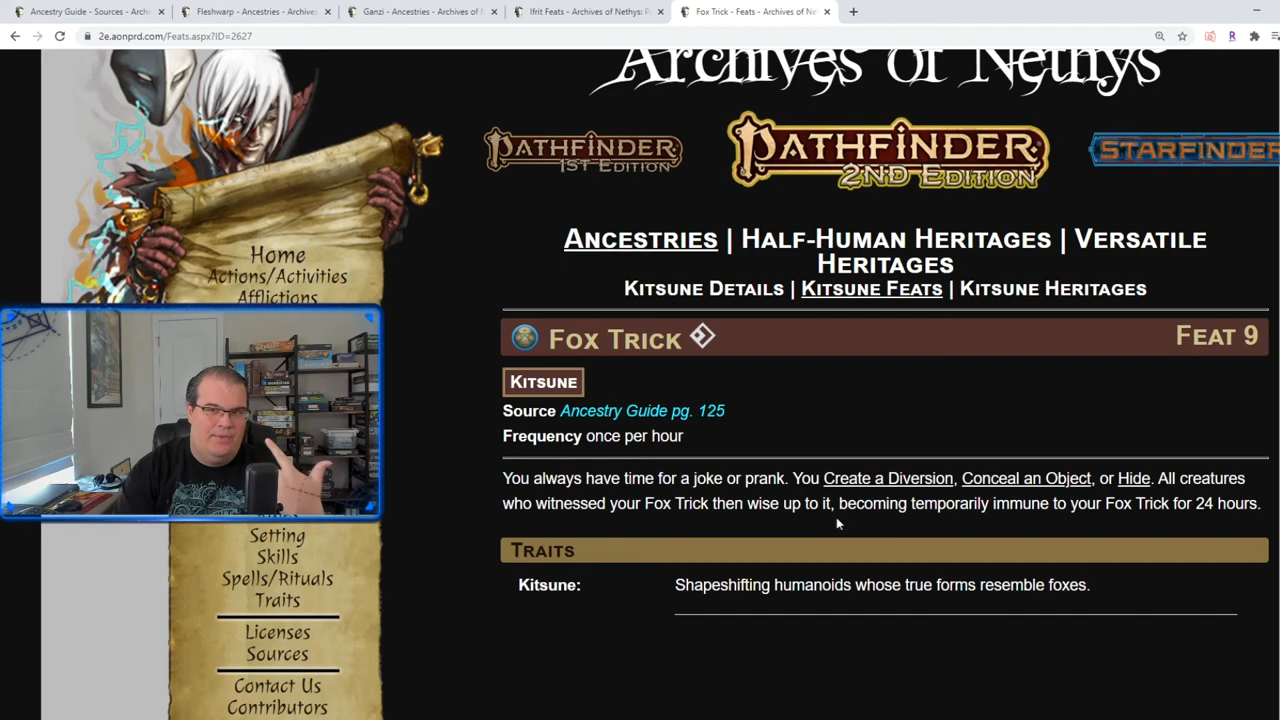 Ancestry Guide - Sources - Archi
Fleshwarp - Ancestries - Archives
Ganzi - Ancestries - Archives of N
Ifrit Feats - Archives of Nethys: P
Fox Trick - Feats - Archives of Ne
2e.aonprd.com/Feats.aspx?ID=2627
Archives of Nethys
PATHFINDER
1ST EDITION
PATHFINDER
2ND EDITION
STARFINDER
Home
Actions/Activities
Afflictions
Setting
Skills
Spells/Rituals
Traits
Licenses
Sources
Contact Us
Contributors
ANCESTRIES | HALF-HUMAN HERITAGES | VERSATILE
HERITAGES
KITSUNE DETAILS | KITSUNE FEATS | KITSUNE HERITAGES
FOX TRICK FEAT 9
KITSUNE
Source Ancestry Guide pg. 125
Frequency once per hour
You always have time for a joke or prank. You Create a Diversion, Conceal an Object, or Hide. All creatures
who witnessed your Fox Trick then wise up to it, becoming temporarily immune to your Fox Trick for 24 hours.
TRAITS
Kitsune: Shapeshifting humanoids whose true forms resemble foxes.